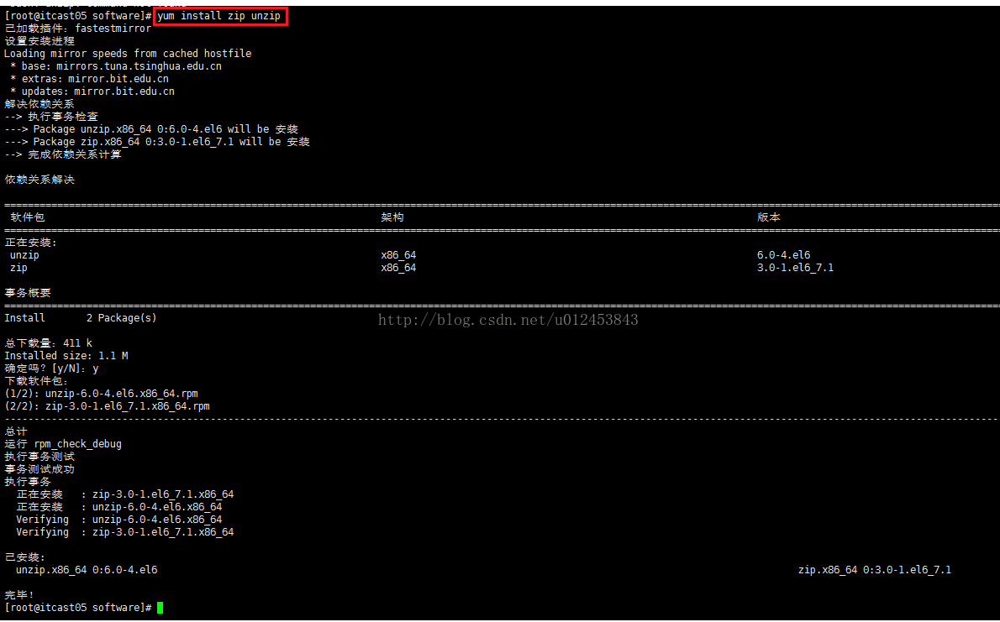 [root@itcast05 software]# yum install zip unzip
已加载插件：fastestmirror
设置安装进程
Loading mirror speeds from cached hostfile
 * base: mirrors.tuna.tsinghua.edu.cn
 * extras: mirror.bit.edu.cn
 * updates: mirror.bit.edu.cn
解决依赖关系
--> 执行事务检查
---> Package unzip.x86_64 0:6.0-4.el6 will be 安装
---> Package zip.x86_64 0:3.0-1.el6_7.1 will be 安装
--> 完成依赖关系计算
依赖关系解决
软件包 架构 版本
正在安装:
unzip x86_64 6.0-4.el6
zip x86_64 3.0-1.el6_7.1
事务概要
Install 2 Package(s)
http://blog.csdn.net/u012453843
总下载量：411 k
Installed size: 1.1 M
确定吗？[y/N]：y
下载软件包：
(1/2): unzip-6.0-4.el6.x86_64.rpm
(2/2): zip-3.0-1.el6_7.1.x86_64.rpm
总计
运行 rpm_check_debug
执行事务测试
事务测试成功
执行事务
正在安装 : zip-3.0-1.el6_7.1.x86_64
正在安装 : unzip-6.0-4.el6.x86_64
Verifying : unzip-6.0-4.el6.x86_64
Verifying : zip-3.0-1.el6_7.1.x86_64
已安装:
unzip.x86_64 0:6.0-4.el6 zip.x86_64 0:3.0-1.el6_7.1
完毕！
[root@itcast05 software]#